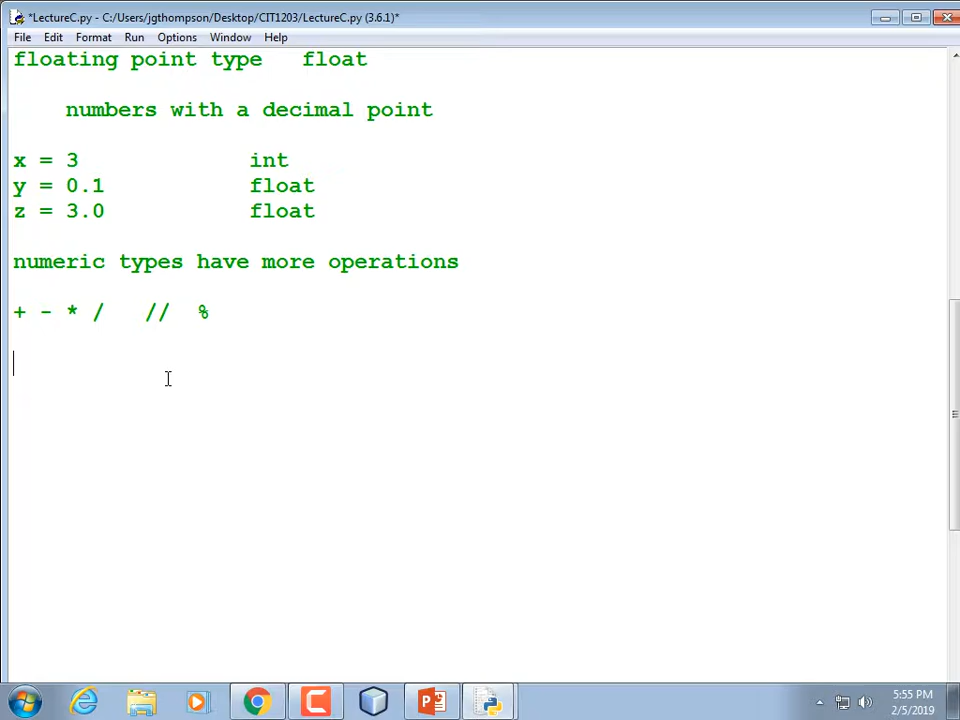 *LectureC.py - C:/Users/jgthompson/Desktop/CIT1203/LectureC.py (3.6.1)*
File Edit Format Run Options Window Help
floating point type float
numbers with a decimal point
x = 3 int
y = 0.1 float
z = 3.0 float
numeric types have more operations
+ - * / // %
5:55 PM
2/5/2019